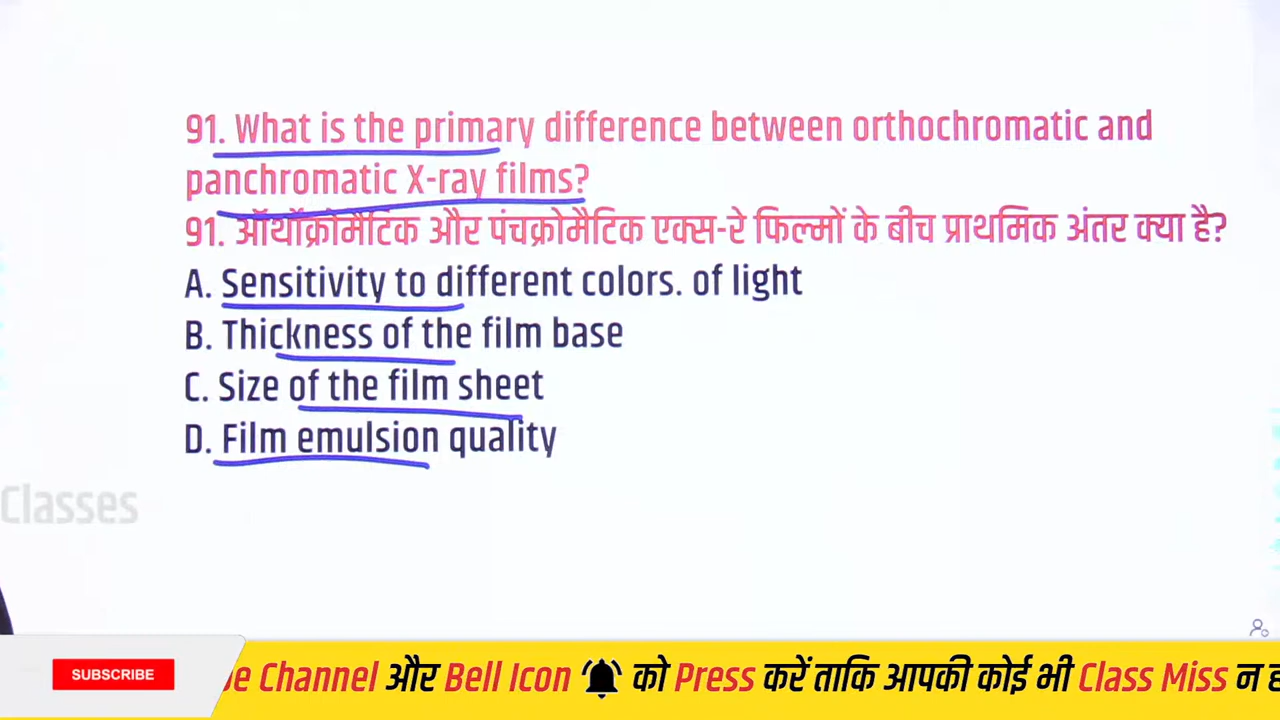 91. What is the primary difference between orthochromatic and
panchromatic X-ray films?
91. ऑर्थोक्रोमैटिक और पंचक्रोमैटिक एक्स-रे फिल्मों के बीच प्राथमिक अंतर क्या है?
A. Sensitivity to different colors. of light
B. Thickness of the film base
C. Size of the film sheet
D. Film emulsion quality
Classes
SUBSCRIBE
Channel और Bell Icon को Press करें ताकि आपकी कोई भी Class Miss न